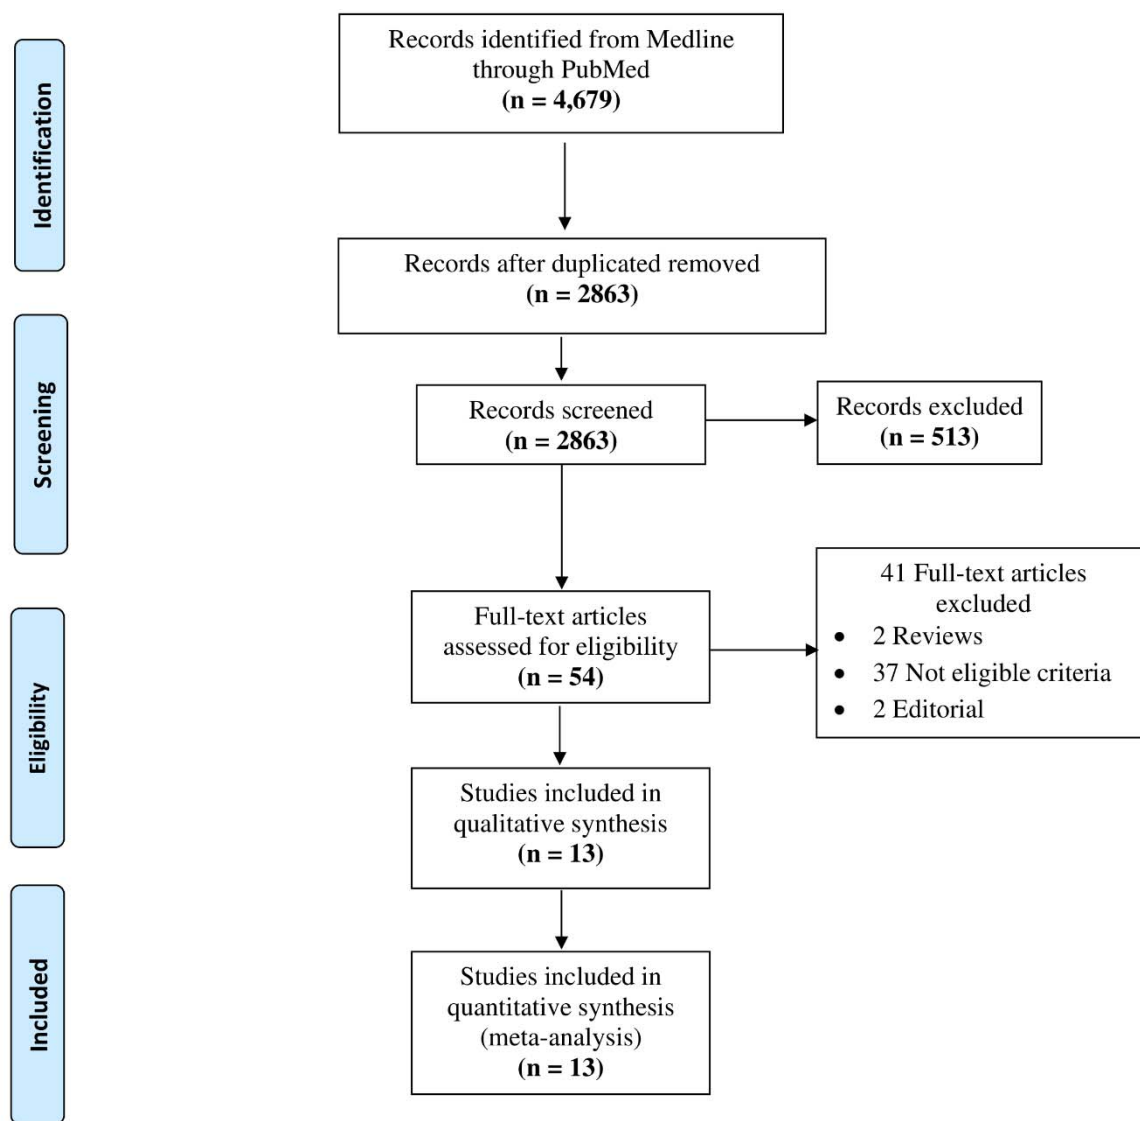 Identification
Records identified from Medline
through PubMed
(n = 4,679)
Records after duplicated removed
(n = 2863)
Screening
Records screened
(n = 2863)
Records excluded
(n = 513)
Eligibility
Full-text articles
assessed for eligibility
(n = 54)
41 Full-text articles
excluded
• 2 Reviews
• 37 Not eligible criteria
• 2 Editorial
Studies included in
qualitative synthesis
(n = 13)
Included
Studies included in
quantitative synthesis
(meta-analysis)
(n = 13)